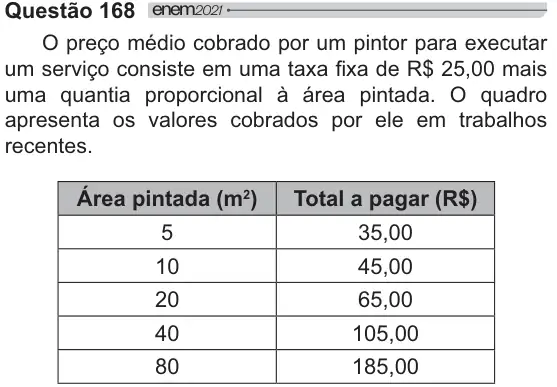 Questão 168 enem2021
O preço médio cobrado por um pintor para executar
um serviço consiste em uma taxa fixa de R$ 25,00 mais
uma quantia proporcional à área pintada. O quadro
apresenta os valores cobrados por ele em trabalhos
recentes.
Área pintada (m²) Total a pagar (R$)
5 35,00
10 45,00
20 65,00
40 105,00
80 185,00